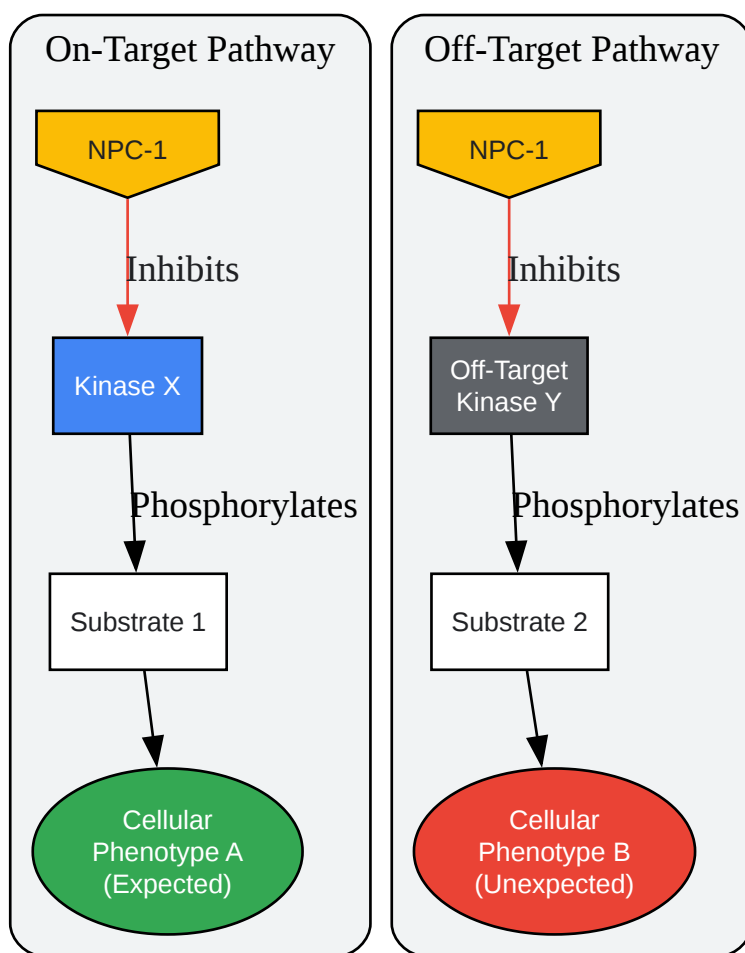 On-Target Pathway
NPC-1
Inhibits
Kinase X
Phosphorylates
Substrate 1
Cellular
Phenotype A
(Expected)
Off-Target Pathway
NPC-1
Inhibits
Off-Target
Kinase Y
Phosphorylates
Substrate 2
Cellular
Phenotype B
(Unexpected)